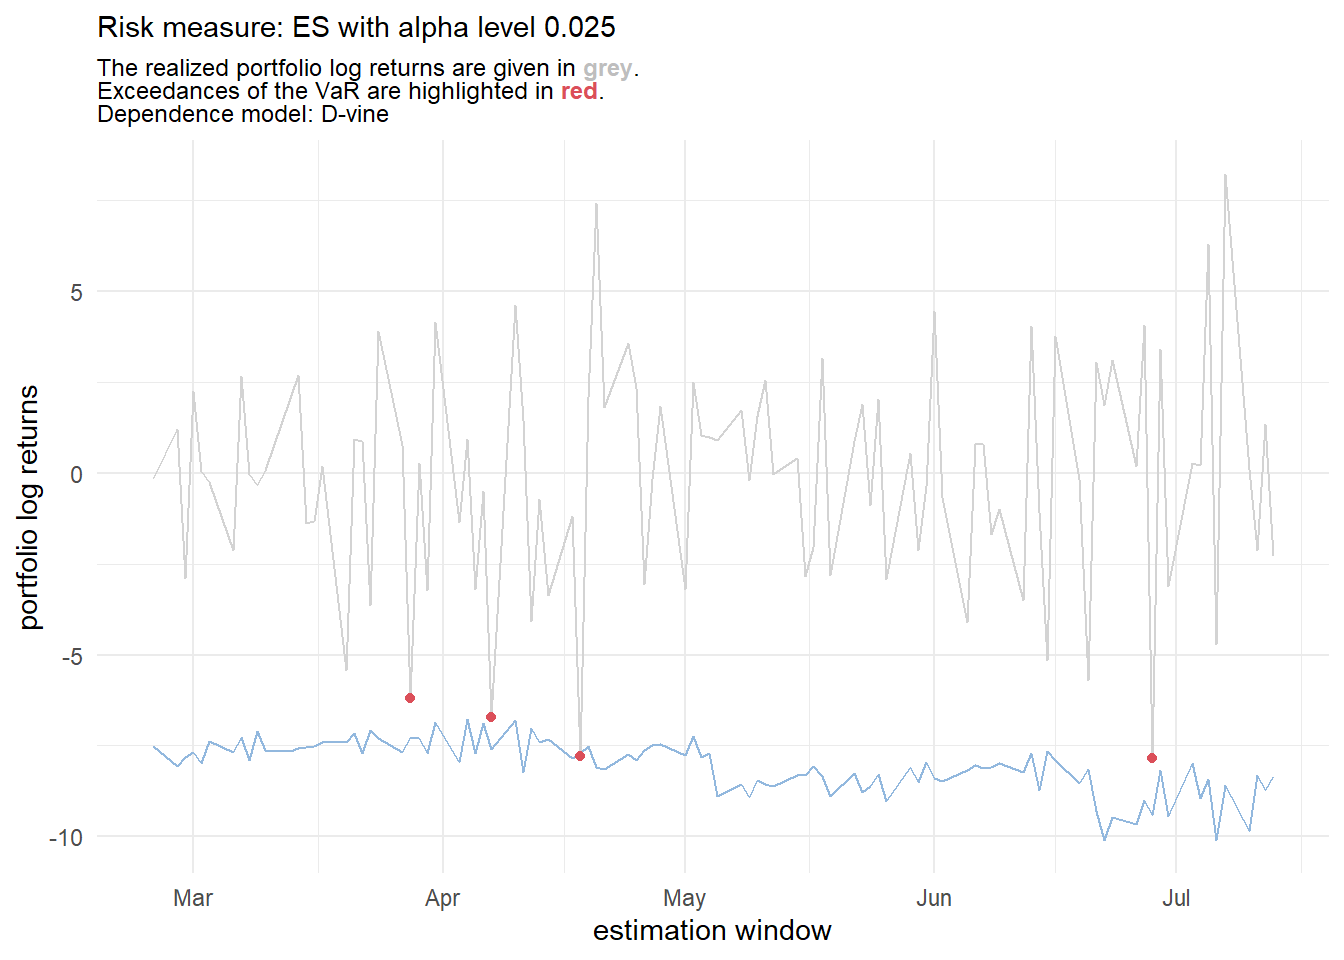 Risk measure: ES with alpha level 0.025
The realized portfolio log returns are given in grey.
Exceedances of the VaR are highlighted in red.
Dependence model: D-vine
portfolio log returns
5
0
-5
-10
Mar Apr May Jun Jul
estimation window